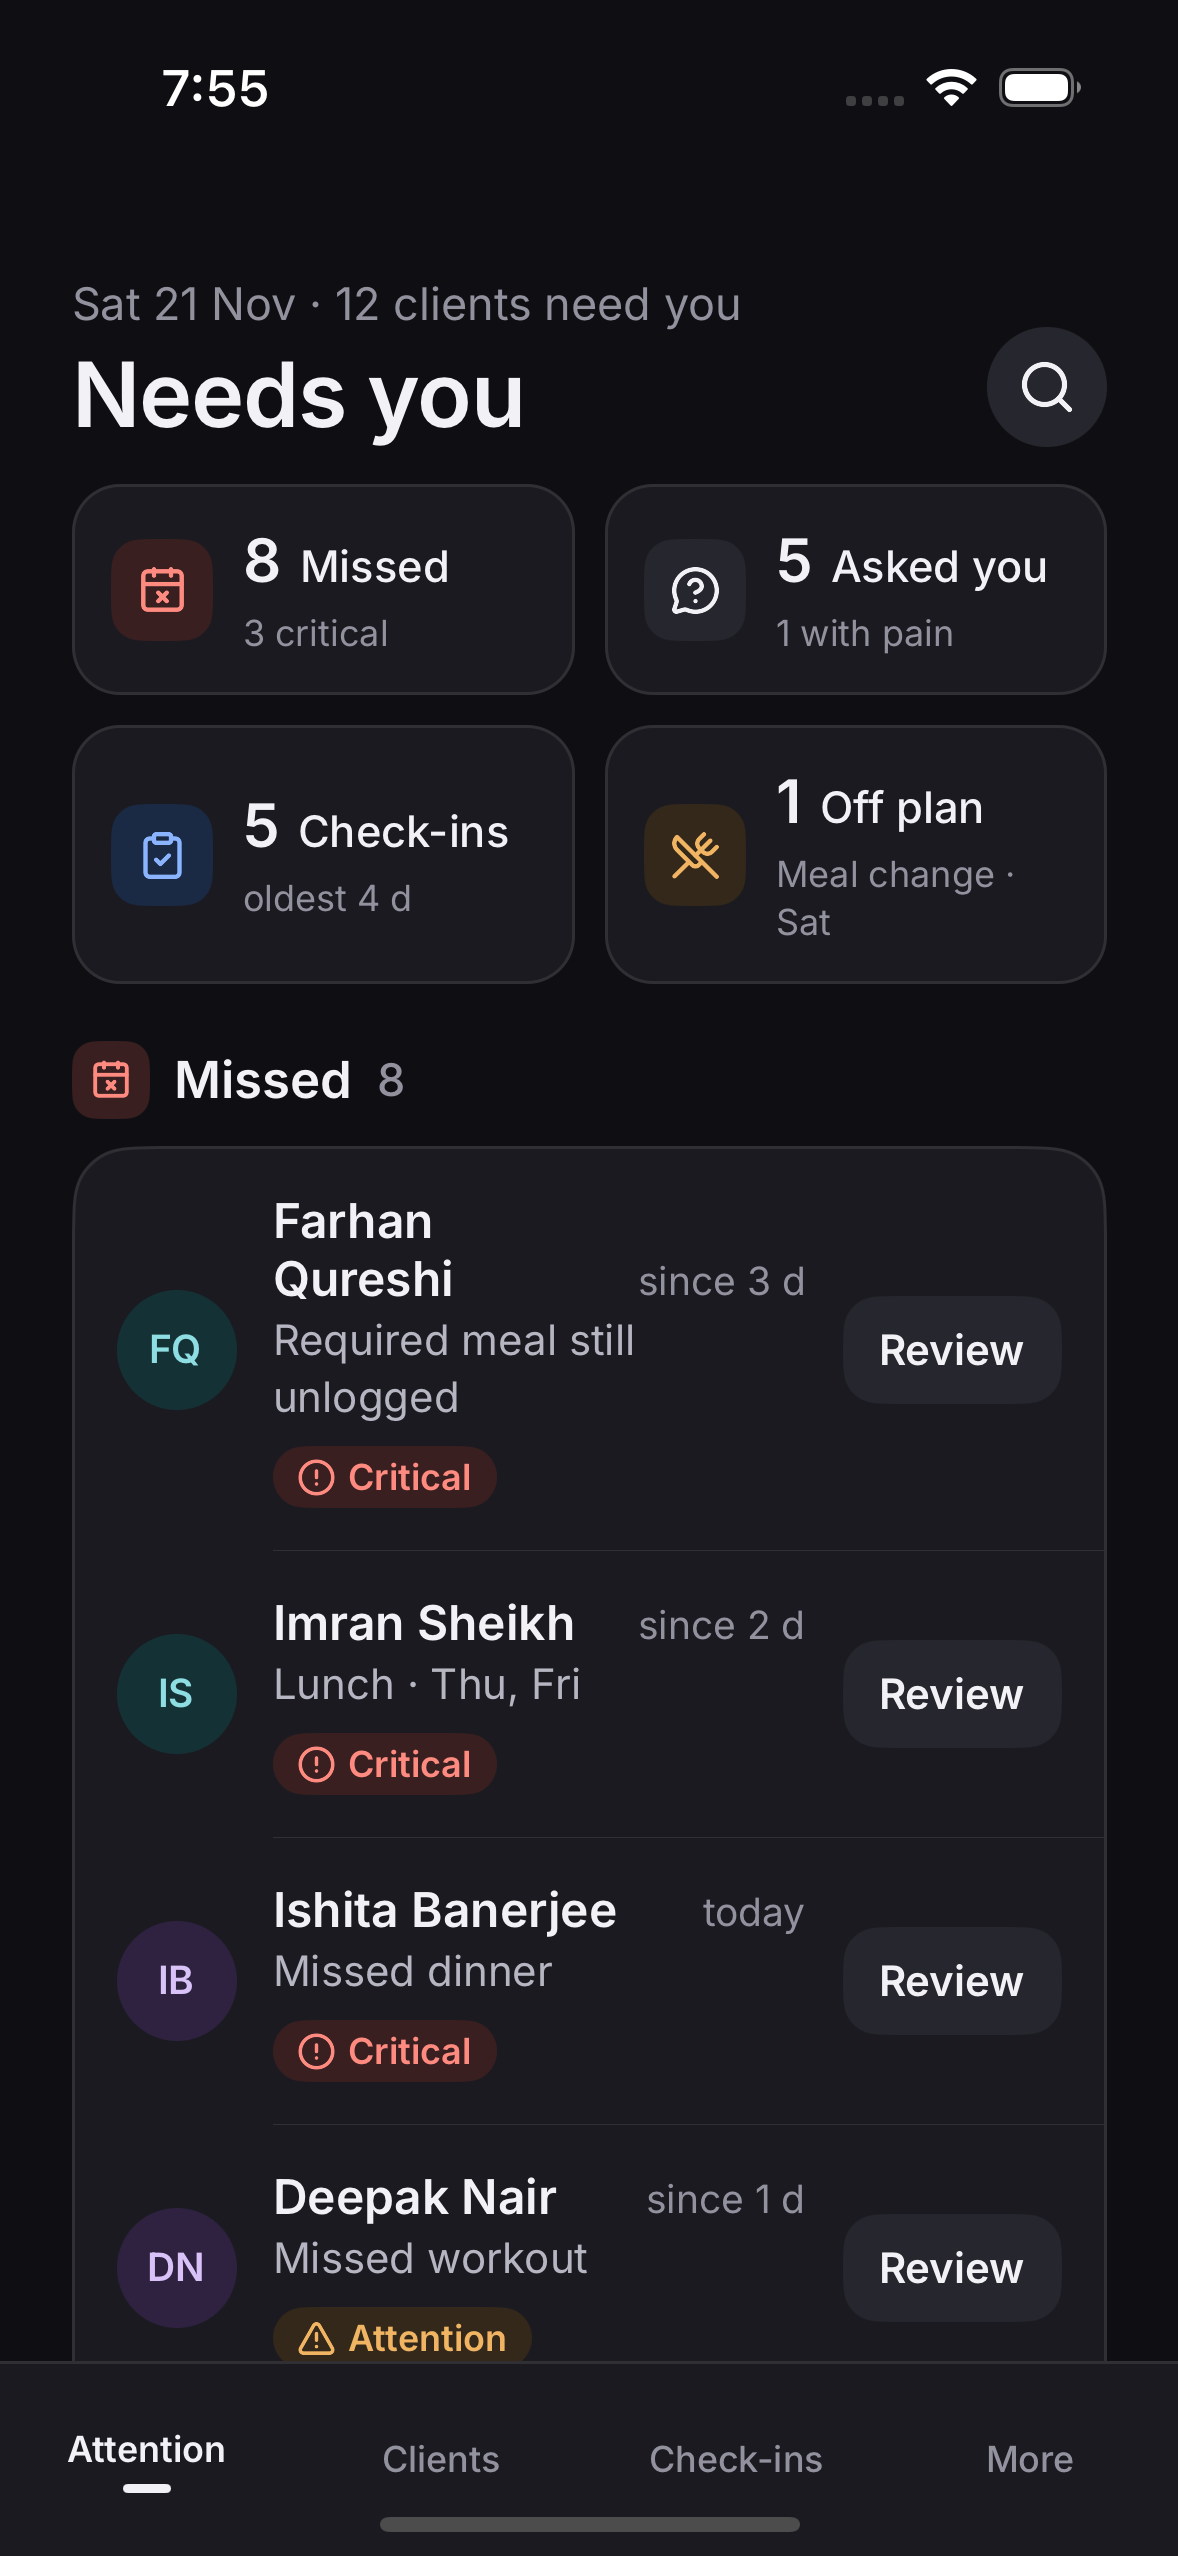 7:55
Sat 21 Nov · 12 clients need you
Needs you
8 Missed
3 critical
5 Asked you
1 with pain
5 Check-ins
oldest 4 d
1 Off plan
Meal change ·
Sat
Missed 8
Farhan
Qureshi
since 3 d
Required meal still
unlogged
FQ
Review
Critical
Imran Sheikh
since 2 d
Lunch · Thu, Fri
IS
Review
Critical
Ishita Banerjee
today
Missed dinner
IB
Review
Critical
Deepak Nair
since 1 d
Missed workout
DN
Review
Attention
Attention
Clients
Check-ins
More